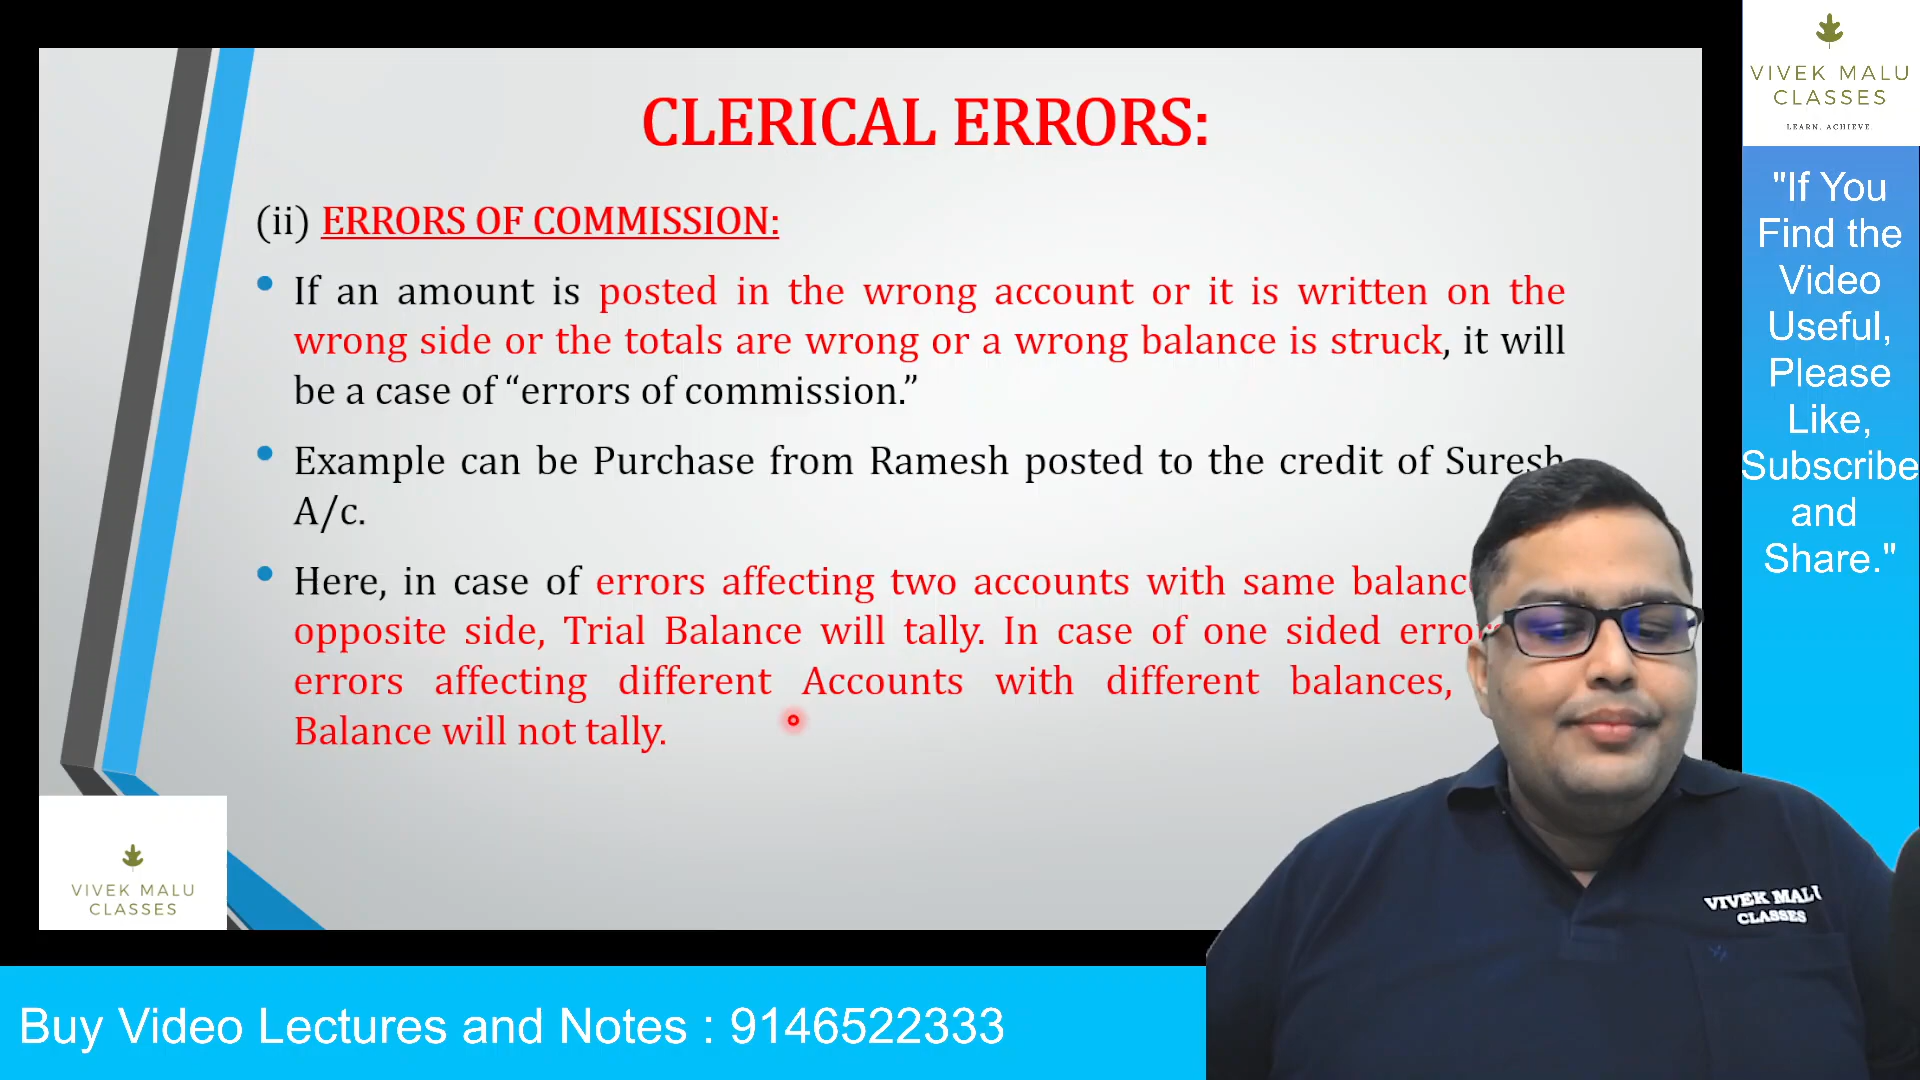 CLERICAL ERRORS:
(ii) ERRORS OF COMMISSION:
• If an amount is posted in the wrong account or it is written on the
wrong side or the totals are wrong or a wrong balance is struck, it will
be a case of “errors of commission.”
• Example can be Purchase from Ramesh posted to the credit of Suresh
A/c.
• Here, in case of errors affecting two accounts with same
opposite side, Trial Balance will tally. In case of one sided
errors affecting different Accounts with different balances,
Balance will not tally.
VIVEK MALU
CLASSES
VIVEK MALU
CLASSES
LEARN. ACHIEVE.
"If You
Find the
Video
Useful,
Please
Like,
Subscribe
and
Share."
VIVEK MALU
CLASSES
Buy Video Lectures and Notes : 9146522333